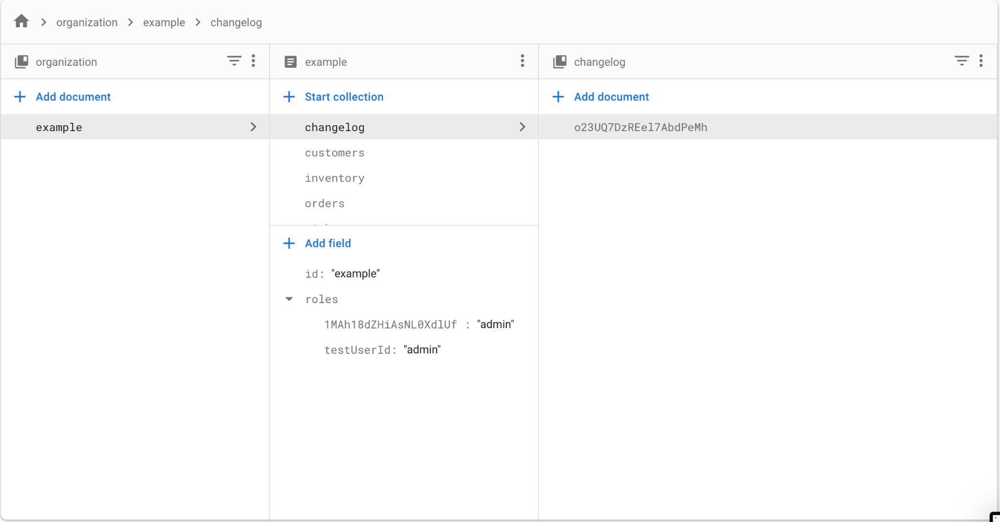 organization > example > changelog
organization
Add document
example
example
Start collection
changelog
customers
inventory
orders
Add field
id: "example"
roles
1MAh18dZHiAsNL0XdlUf : "admin"
testUserId: "admin"
changelog
Add document
o23UQ7DzREel7AbdPeMh